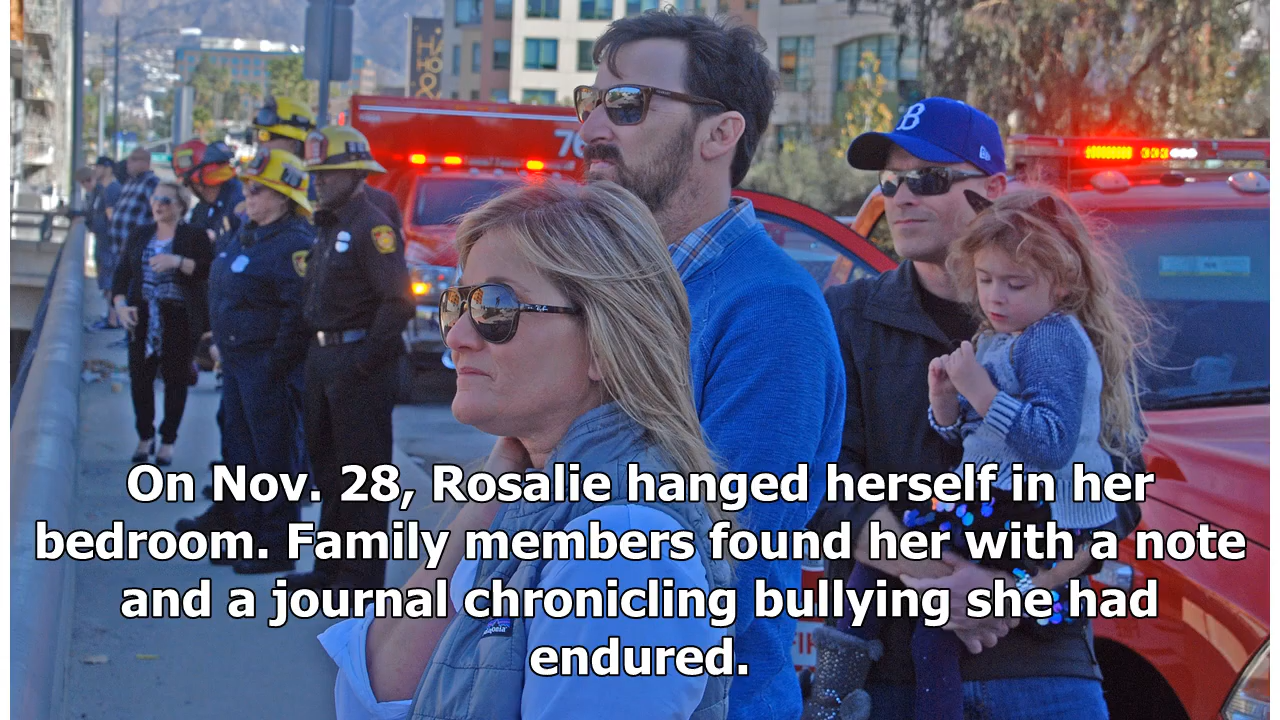 76
B
On Nov. 28, Rosalie hanged herself in her
bedroom. Family members found her with a note
and a journal chronicling bullying she had
endured.